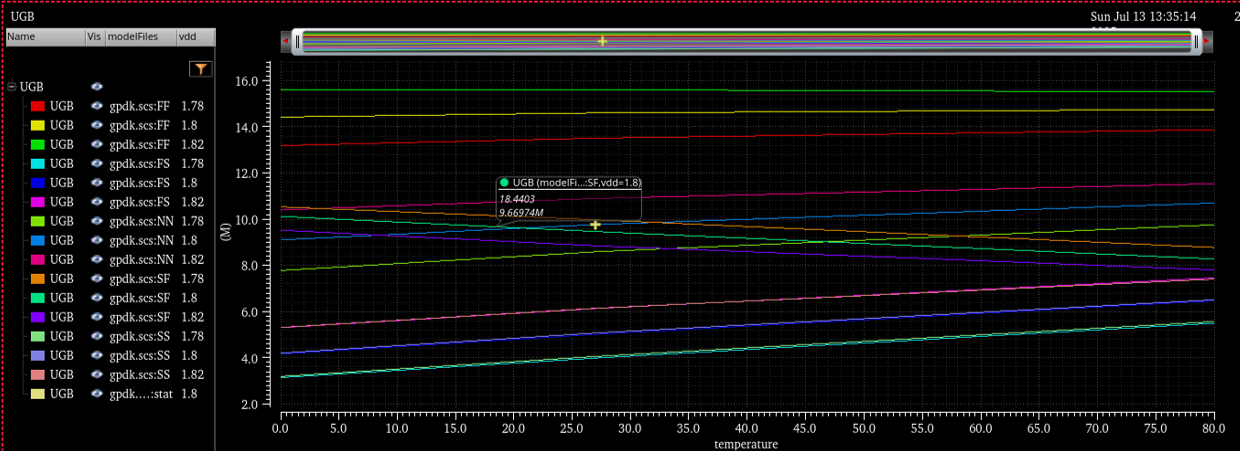 UGB
Sun Jul 13 13:35:14
2
Name Vis modelFiles vdd
UGB
UGB gpdk.scs:FF 1.78
UGB gpdk.scs:FF 1.8
UGB gpdk.scs:FF 1.82
UGB gpdk.scs:FS 1.78
UGB gpdk.scs:FS 1.8
UGB gpdk.scs:FS 1.82
UGB gpdk.scs:NN 1.78
UGB gpdk.scs:NN 1.8
UGB gpdk.scs:NN 1.82
UGB gpdk.scs:SF 1.78
UGB gpdk.scs:SF 1.8
UGB gpdk.scs:SF 1.82
UGB gpdk.scs:SS 1.78
UGB gpdk.scs:SS 1.8
UGB gpdk.scs:SS 1.82
UGB gpdk....:stat 1.8
(M)
16.0
14.0
12.0
10.0
8.0
6.0
4.0
2.0
UGB (modelFi...:SF,vdd=1.8)
18.4403
9.66974M
0.0 5.0 10.0 15.0 20.0 25.0 30.0 35.0 40.0 45.0 50.0 55.0 60.0 65.0 70.0 75.0 80.0
temperature